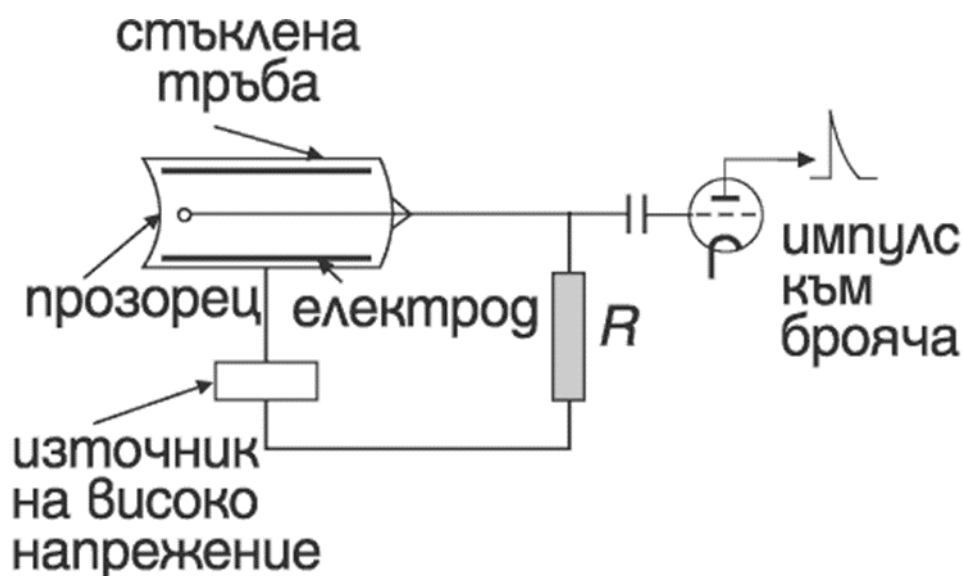 стъклена
тръба
прозорец
електрод
R
импулс
към
брояча
източник
на високо
напрежение